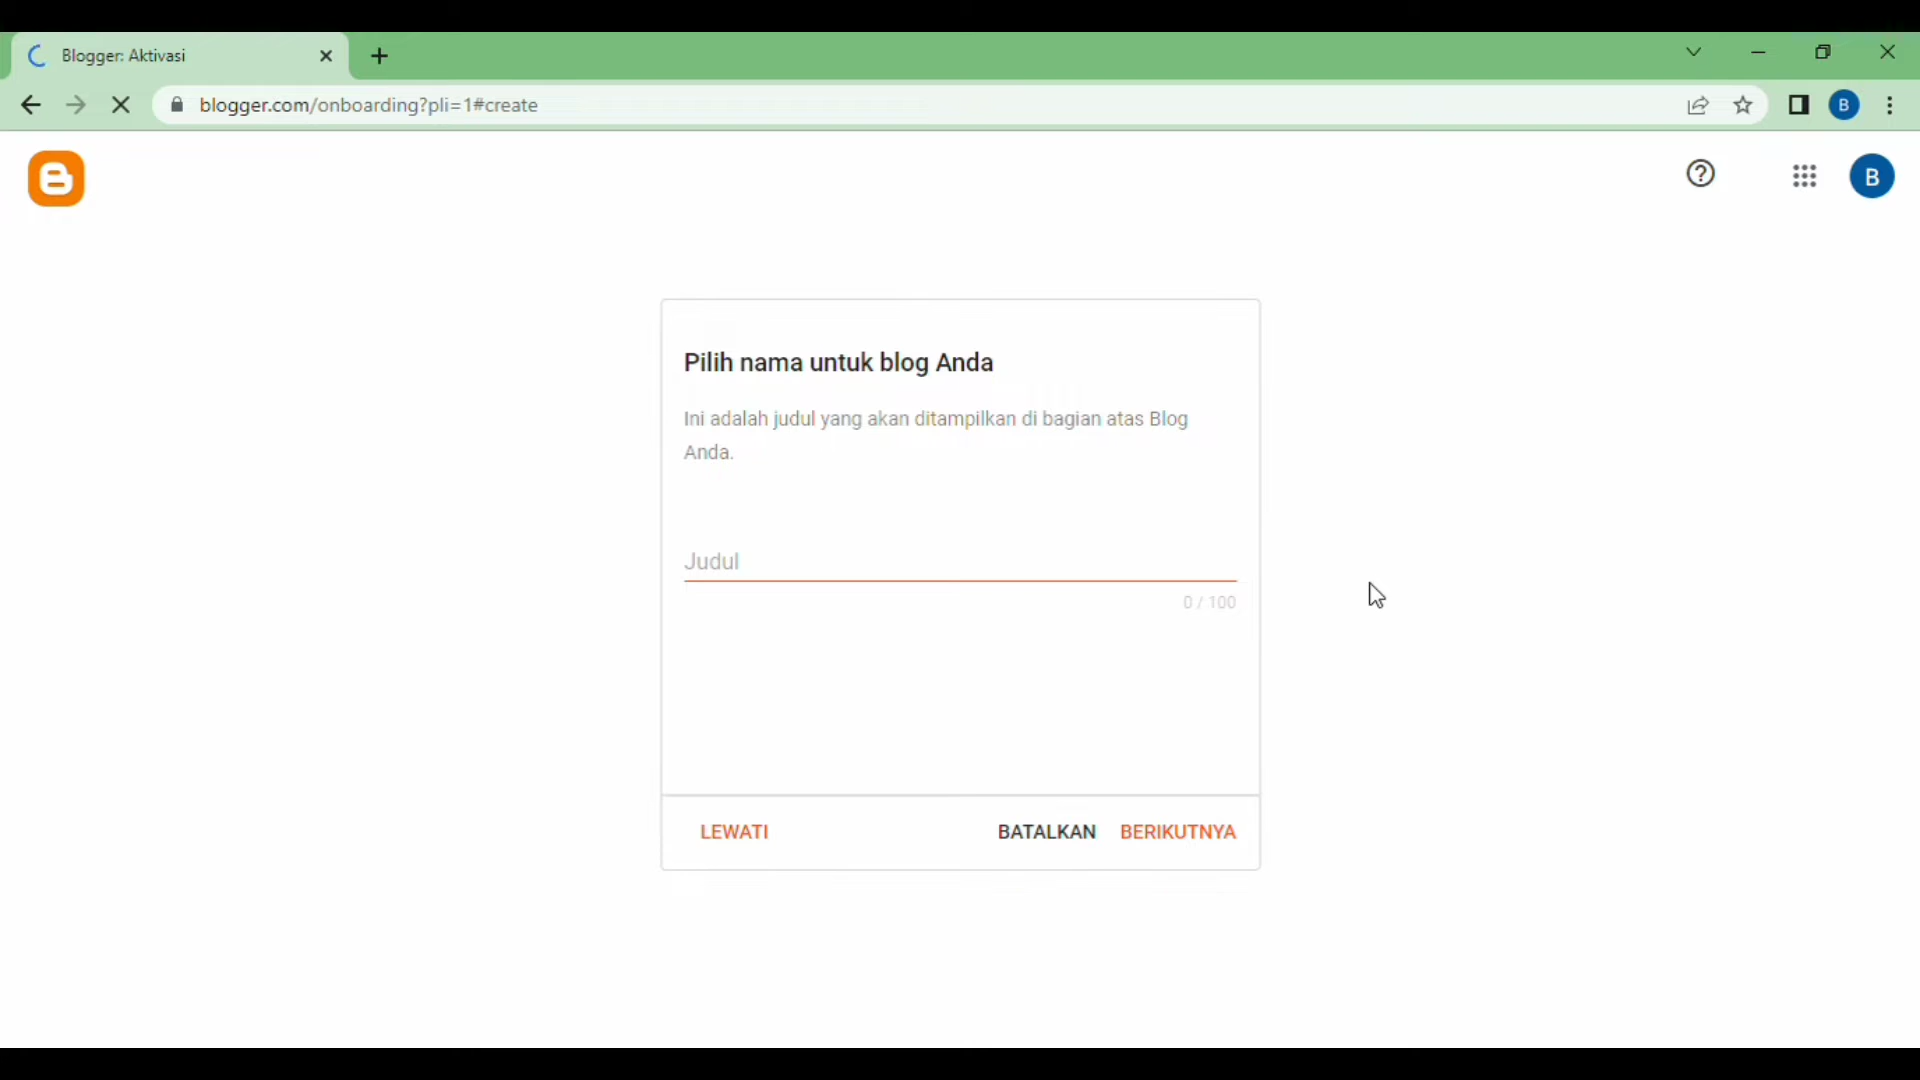 Blogger: Aktivasi
blogger.com/onboarding?pli=1#create
B
B
Pilih nama untuk blog Anda
Ini adalah judul yang akan ditampilkan di bagian atas Blog
Anda.
Judul
0 / 100
LEWATI
BATALKAN
BERIKUTNYA